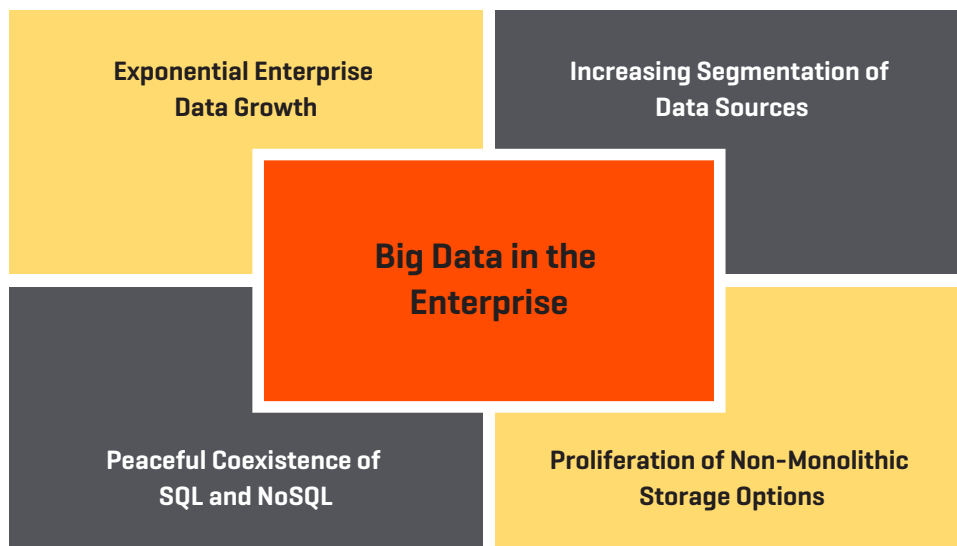 Exponential Enterprise
Data Growth
Increasing Segmentation of
Data Sources
Big Data in the
Enterprise
Peaceful Coexistence of
SQL and NoSQL
Proliferation of Non-Monolithic
Storage Options